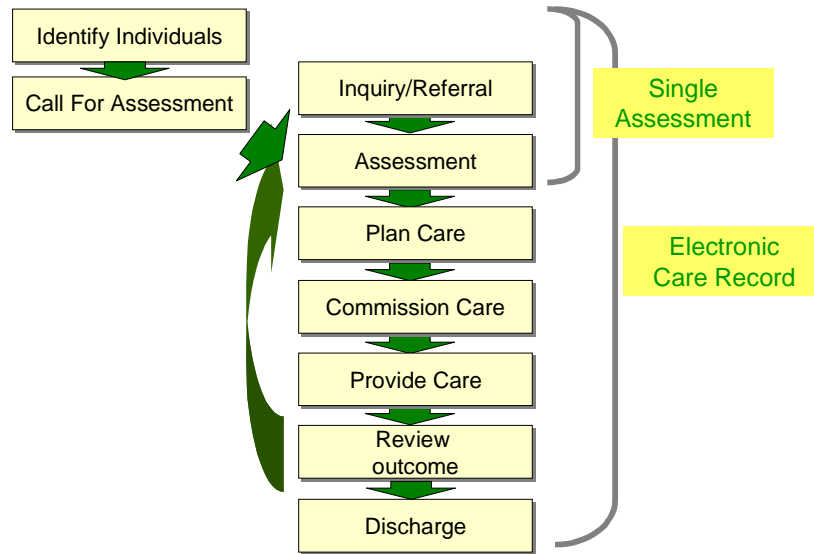 Identify Individuals
Call For Assessment
Inquiry/Referral
Assessment
Plan Care
Commission Care
Provide Care
Review
outcome
Discharge
Single
Assessment
Electronic
Care Record